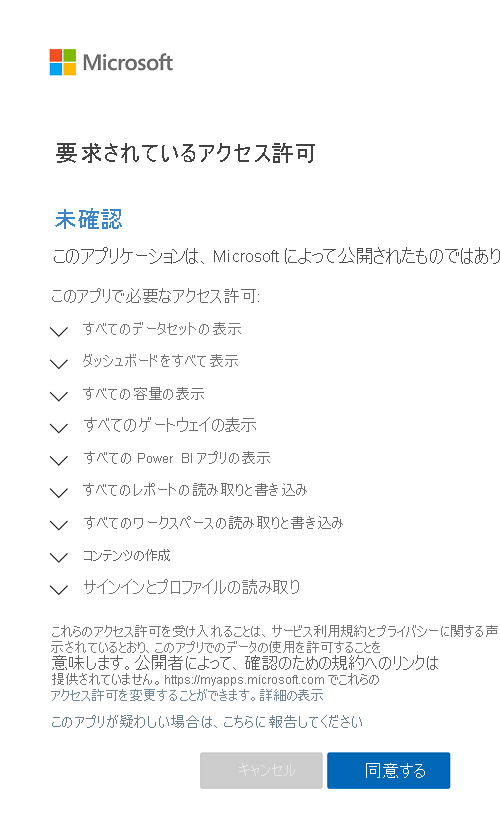 Microsoft
要求されているアクセス許可
未確認
このアプリケーションは、Microsoft によって公開されたものではあり
このアプリで必要なアクセス許可:
すべてのデータセットの表示
ダッシュボードをすべて表示
すべての容量の表示
すべてのゲートウェイの表示
すべての Power BI アプリの表示
すべてのレポートの読み取りと書き込み
すべてのワークスペースの読み取りと書き込み
コンテンツの作成
サインインとプロファイルの読み取り
これらのアクセス許可を受け入れることは、サービス利用規約とプライバシーに関する声
示されているとおり、このアプリでのデータの使用を許可することを
意味します。公開者によって、確認のための規約へのリンクは
提供されていません。https://myapps.microsoft.com でこれらの
アクセス許可を変更することができます。詳細の表示
このアプリが疑わしい場合は、こちらに報告してください
キャンセル
同意する